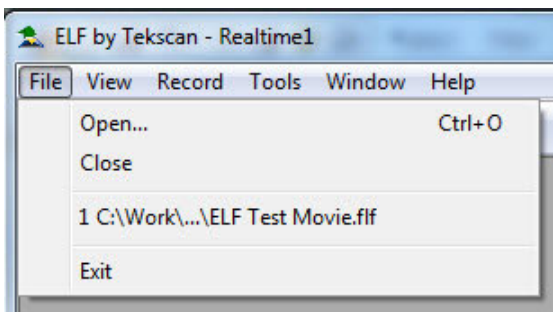 ELF by Tekscan - Realtime1
File View Record Tools Window Help
Open... Ctrl+O
Close
1 C:\Work\...\ELF Test Movie.flf
Exit